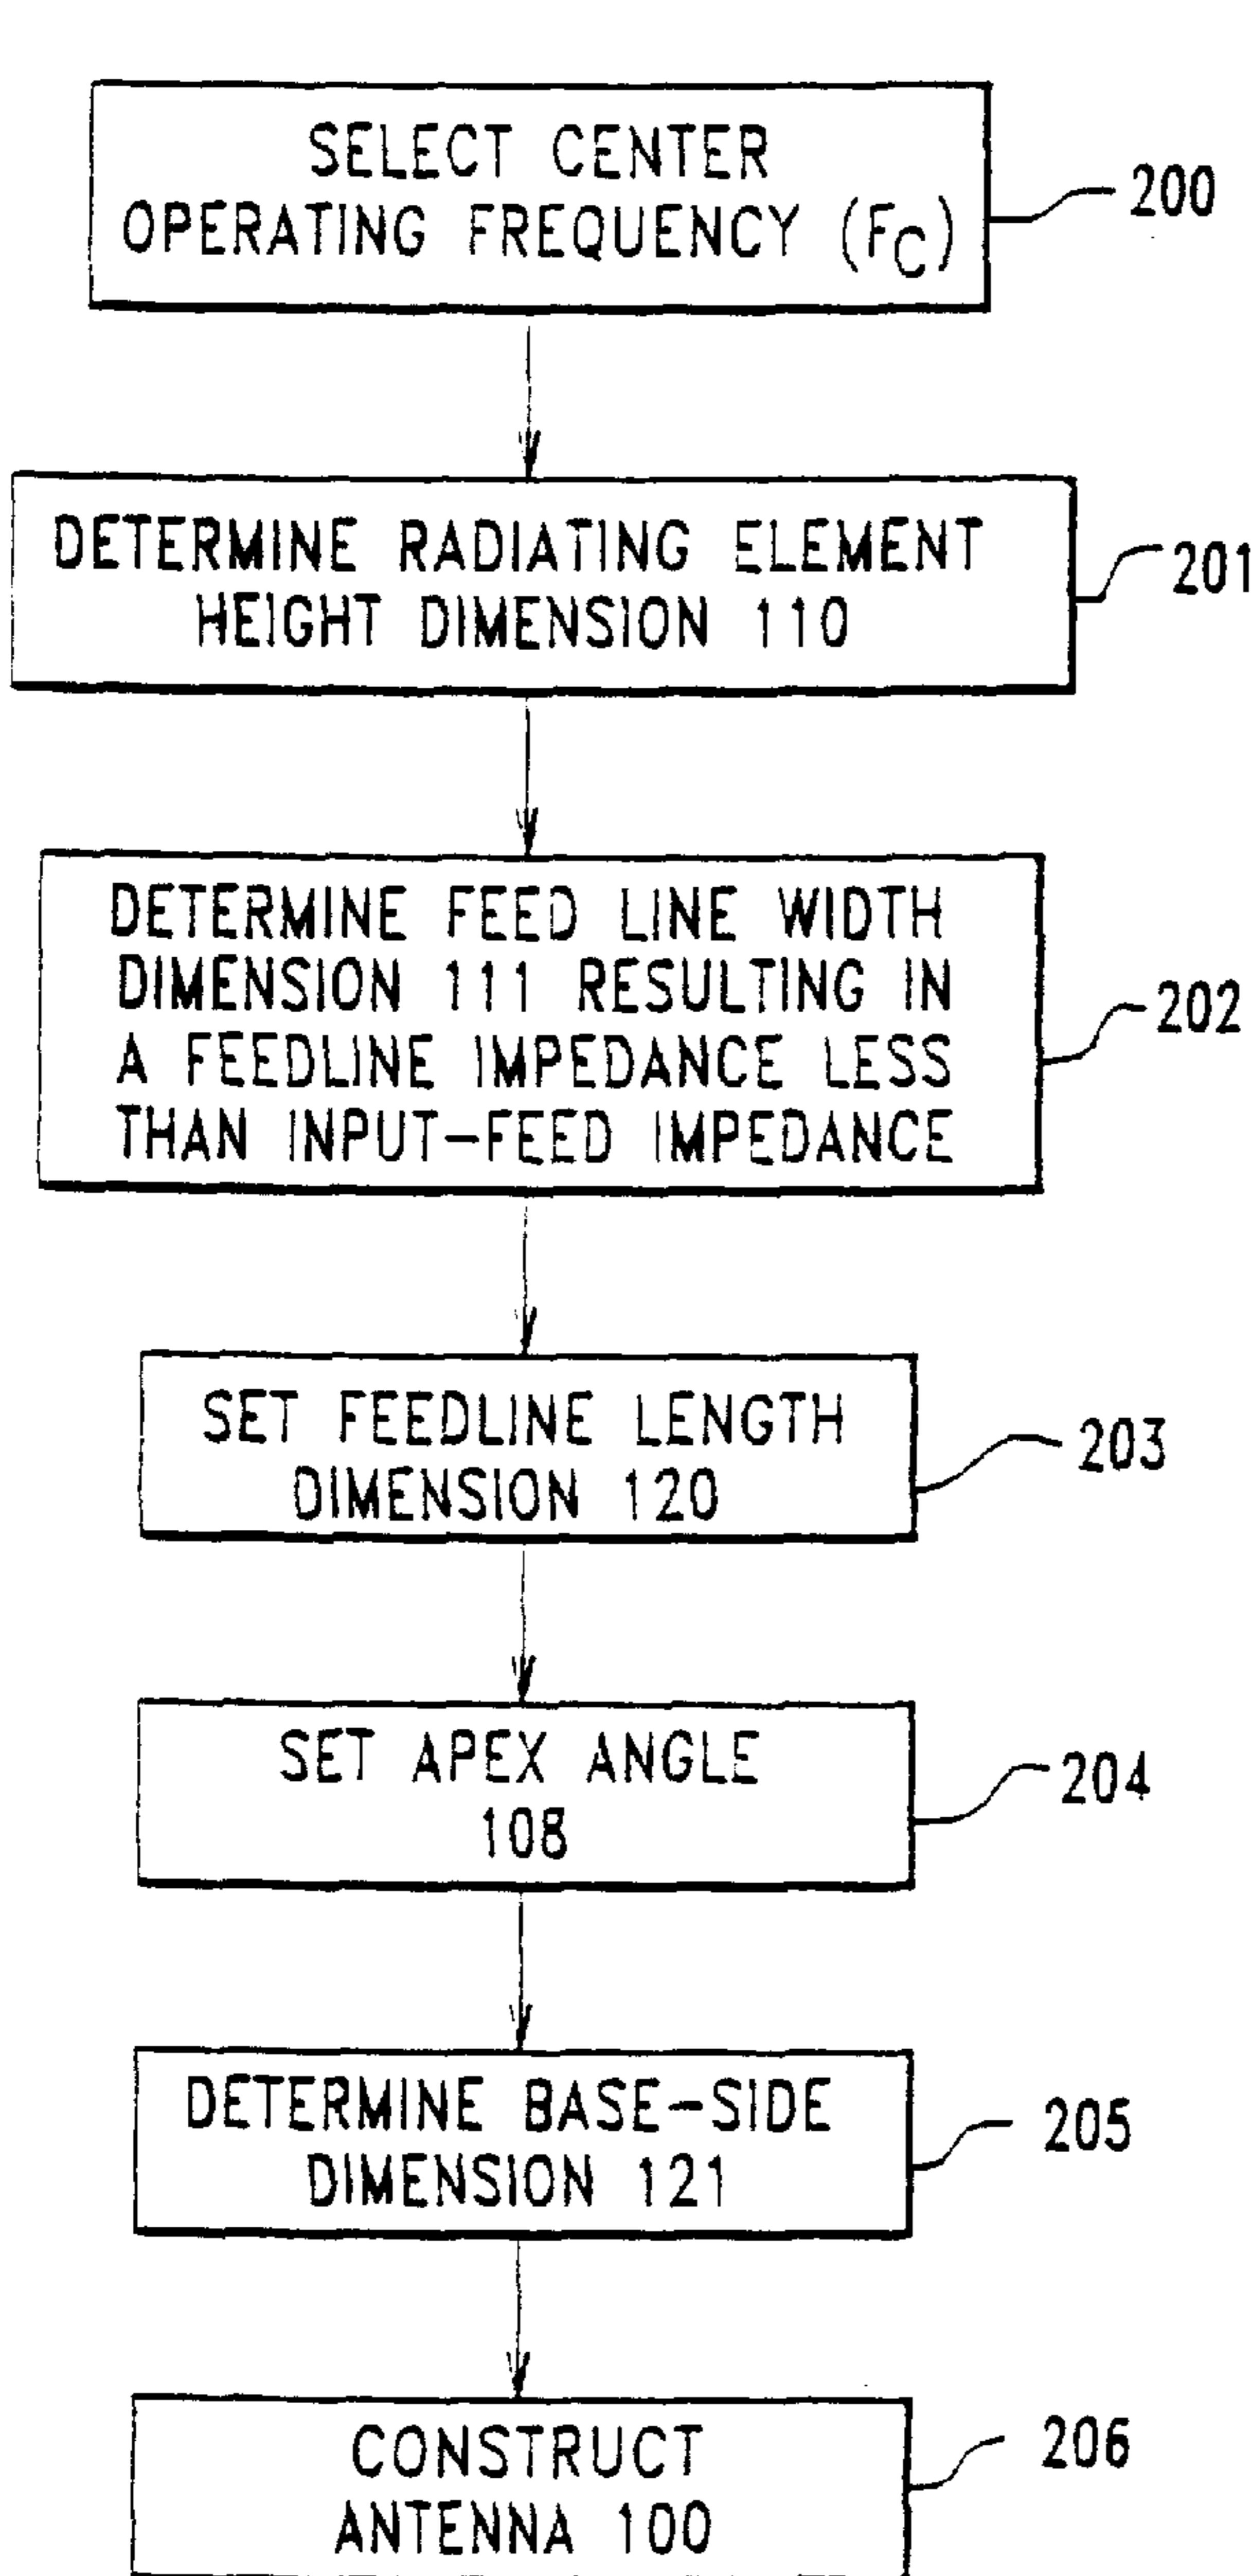 SELECT CENTER
OPERATING FREQUENCY (FC)
200
DETERMINE RADIATING ELEMENT
HEIGHT DIMENSION 110
201
DETERMINE FEED LINE WIDTH
DIMENSION 111 RESULTING IN
A FEEDLINE IMPEDANCE LESS
THAN INPUT-FEED IMPEDANCE
202
SET FEEDLINE LENGTH
DIMENSION 120
203
SET APEX ANGLE
108
204
DETERMINE BASE-SIDE
DIMENSION 121
205
CONSTRUCT
ANTENNA 100
206